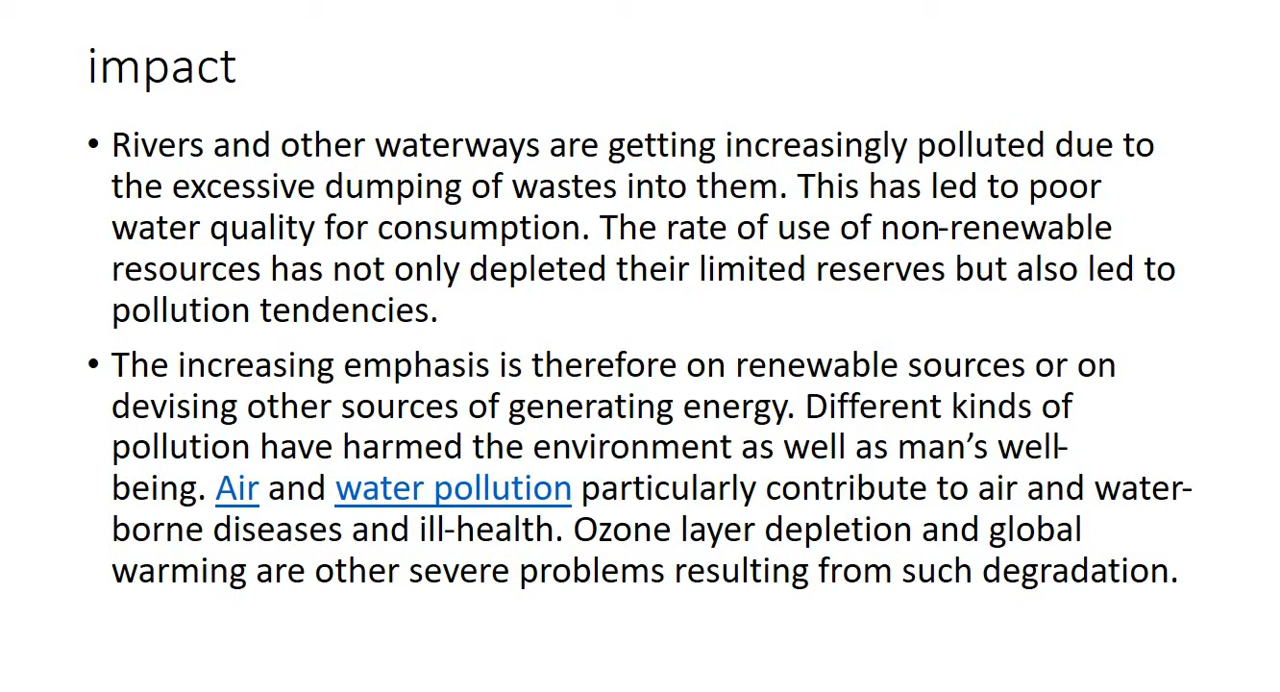 impact
• Rivers and other waterways are getting increasingly polluted due to
the excessive dumping of wastes into them. This has led to poor
water quality for consumption. The rate of use of non-renewable
resources has not only depleted their limited reserves but also led to
pollution tendencies.
• The increasing emphasis is therefore on renewable sources or on
devising other sources of generating energy. Different kinds of
pollution have harmed the environment as well as man’s well-
being. Air and water pollution particularly contribute to air and water-
borne diseases and ill-health. Ozone layer depletion and global
warming are other severe problems resulting from such degradation.